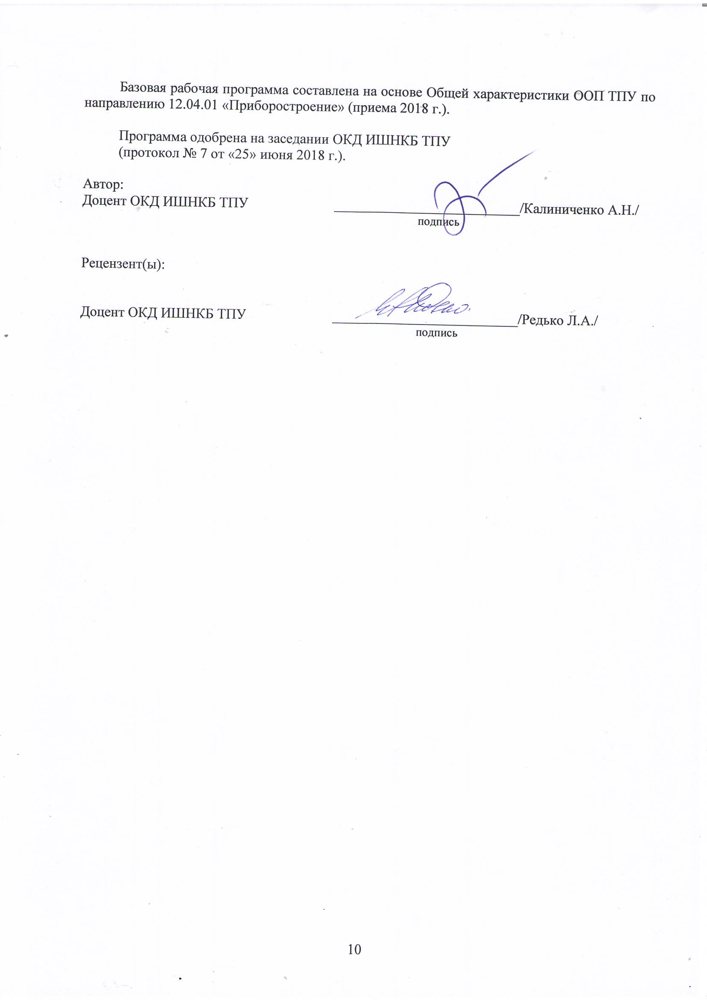 Базовая рабочая программа составлена на основе Общей характеристики ООП ТПУ по
направлению 12.04.01 «Приборостроение» (приема 2018 г.).
Программа одобрена на заседании ОКД ИШНКБ ТПУ
(протокол № 7 от «25» июня 2018 г.).
Автор:
Доцент ОКД ИШНКБ ТПУ /Калиниченко А.Н./
подпись
Рецензент(ы):
Доцент ОКД ИШНКБ ТПУ /Редько Л.А./
подпись
10